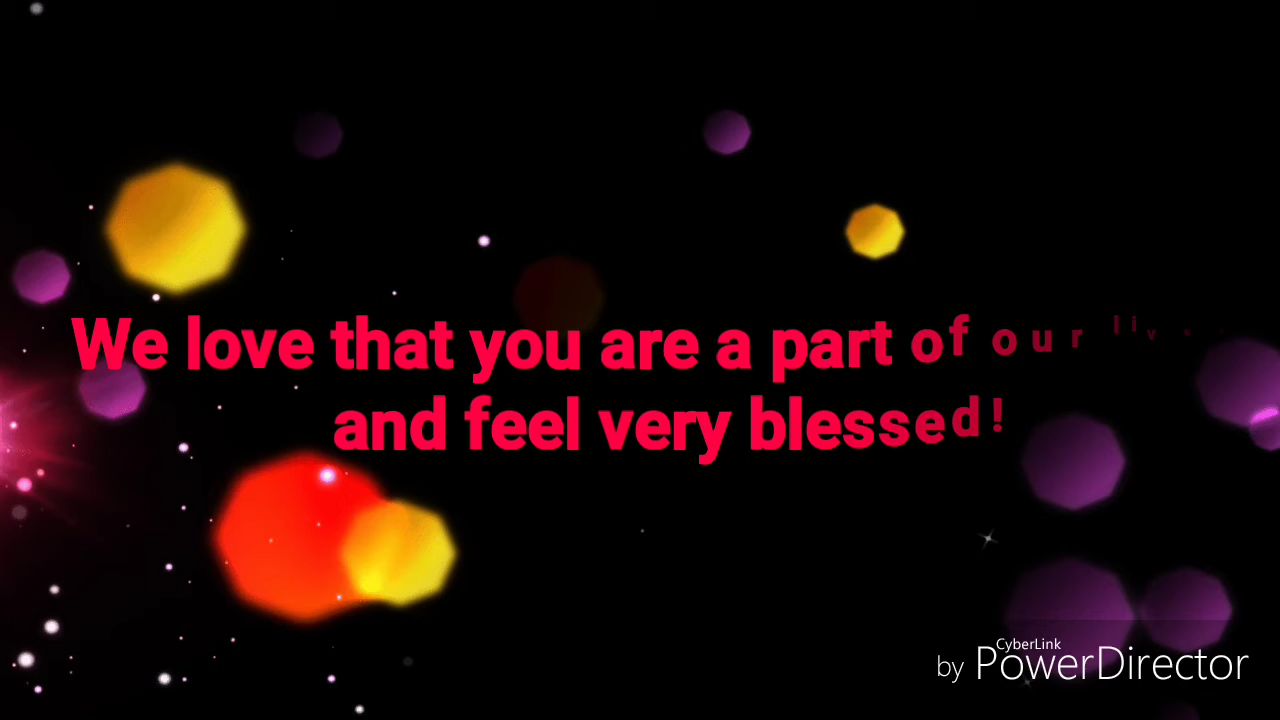 We love that you are a part of our
and feel very blessed!
by CyberLink PowerDirector